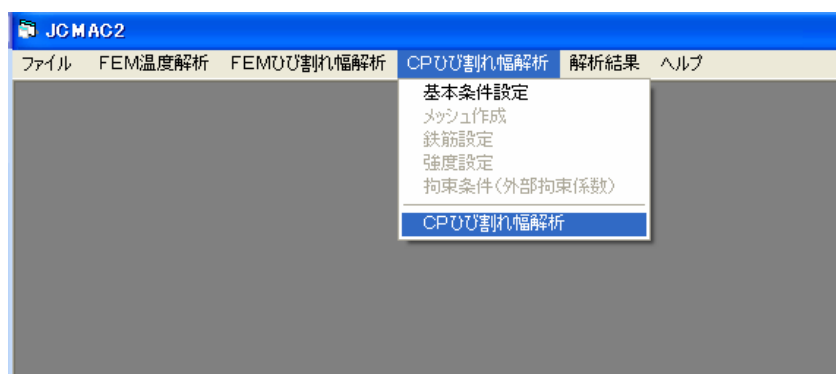 JCMAC2
ファイル FEM温度解析 FEMひび割れ幅解析 CPひび割れ幅解析 解析結果 ヘルプ
基本条件設定
メッシュ作成
鉄筋設定
強度設定
拘束条件(外部拘束係数)
CPひび割れ幅解析